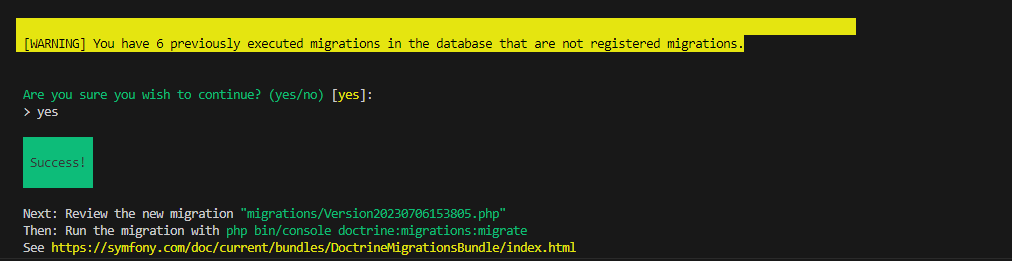 [WARNING] You have 6 previously executed migrations in the database that are not registered migrations.
Are you sure you wish to continue? (yes/no) [yes]:
> yes
Success!
Next: Review the new migration "migrations/Version20230706153805.php"
Then: Run the migration with php bin/console doctrine:migrations:migrate
See https://symfony.com/doc/current/bundles/DoctrineMigrationsBundle/index.html